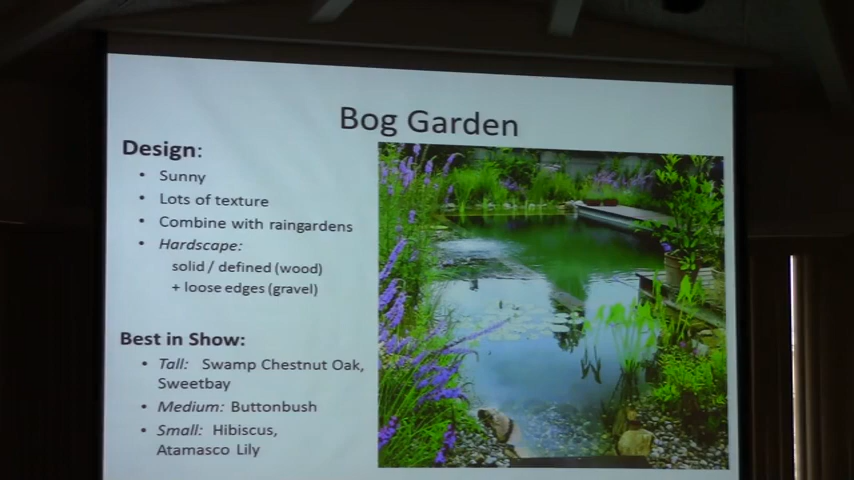 Bog Garden
Design:
• Sunny
• Lots of texture
• Combine with raingardens
• Hardscape:
solid / defined (wood)
+ loose edges (gravel)
Best in Show:
• Tall: Swamp Chestnut Oak,
Sweetbay
• Medium: Buttonbush
• Small: Hibiscus,
Atamasco Lily